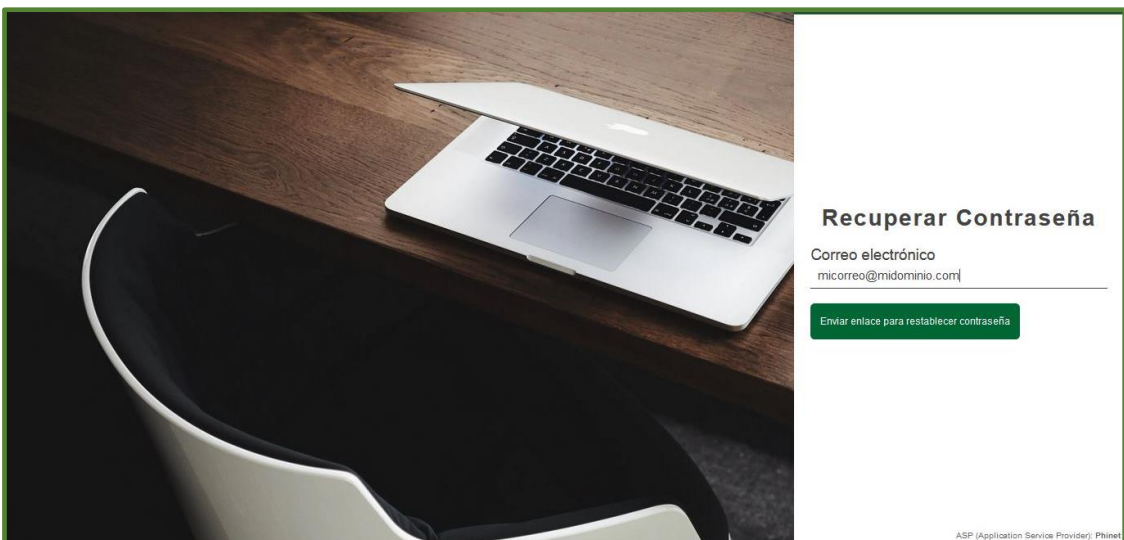 Recuperar Contraseña
Correo electrónico
micorreo@midominio.com
Enviar enlace para restablecer contraseña
ASP (Application Service Provider): Phinet